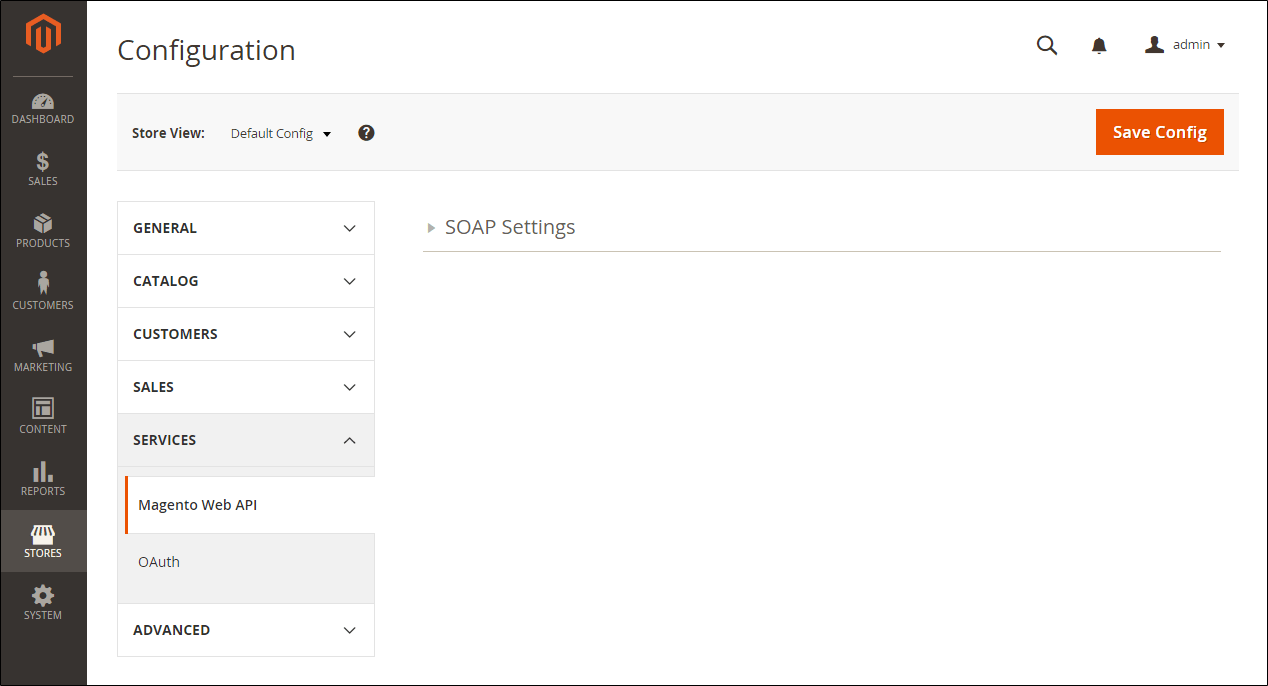 Configuration
admin
DASHBOARD
SALES
PRODUCTS
CUSTOMERS
MARKETING
CONTENT
REPORTS
STORES
SYSTEM
Store View: Default Config ?
Save Config
GENERAL
CATALOG
CUSTOMERS
SALES
SERVICES
Magento Web API
OAuth
ADVANCED
SOAP Settings